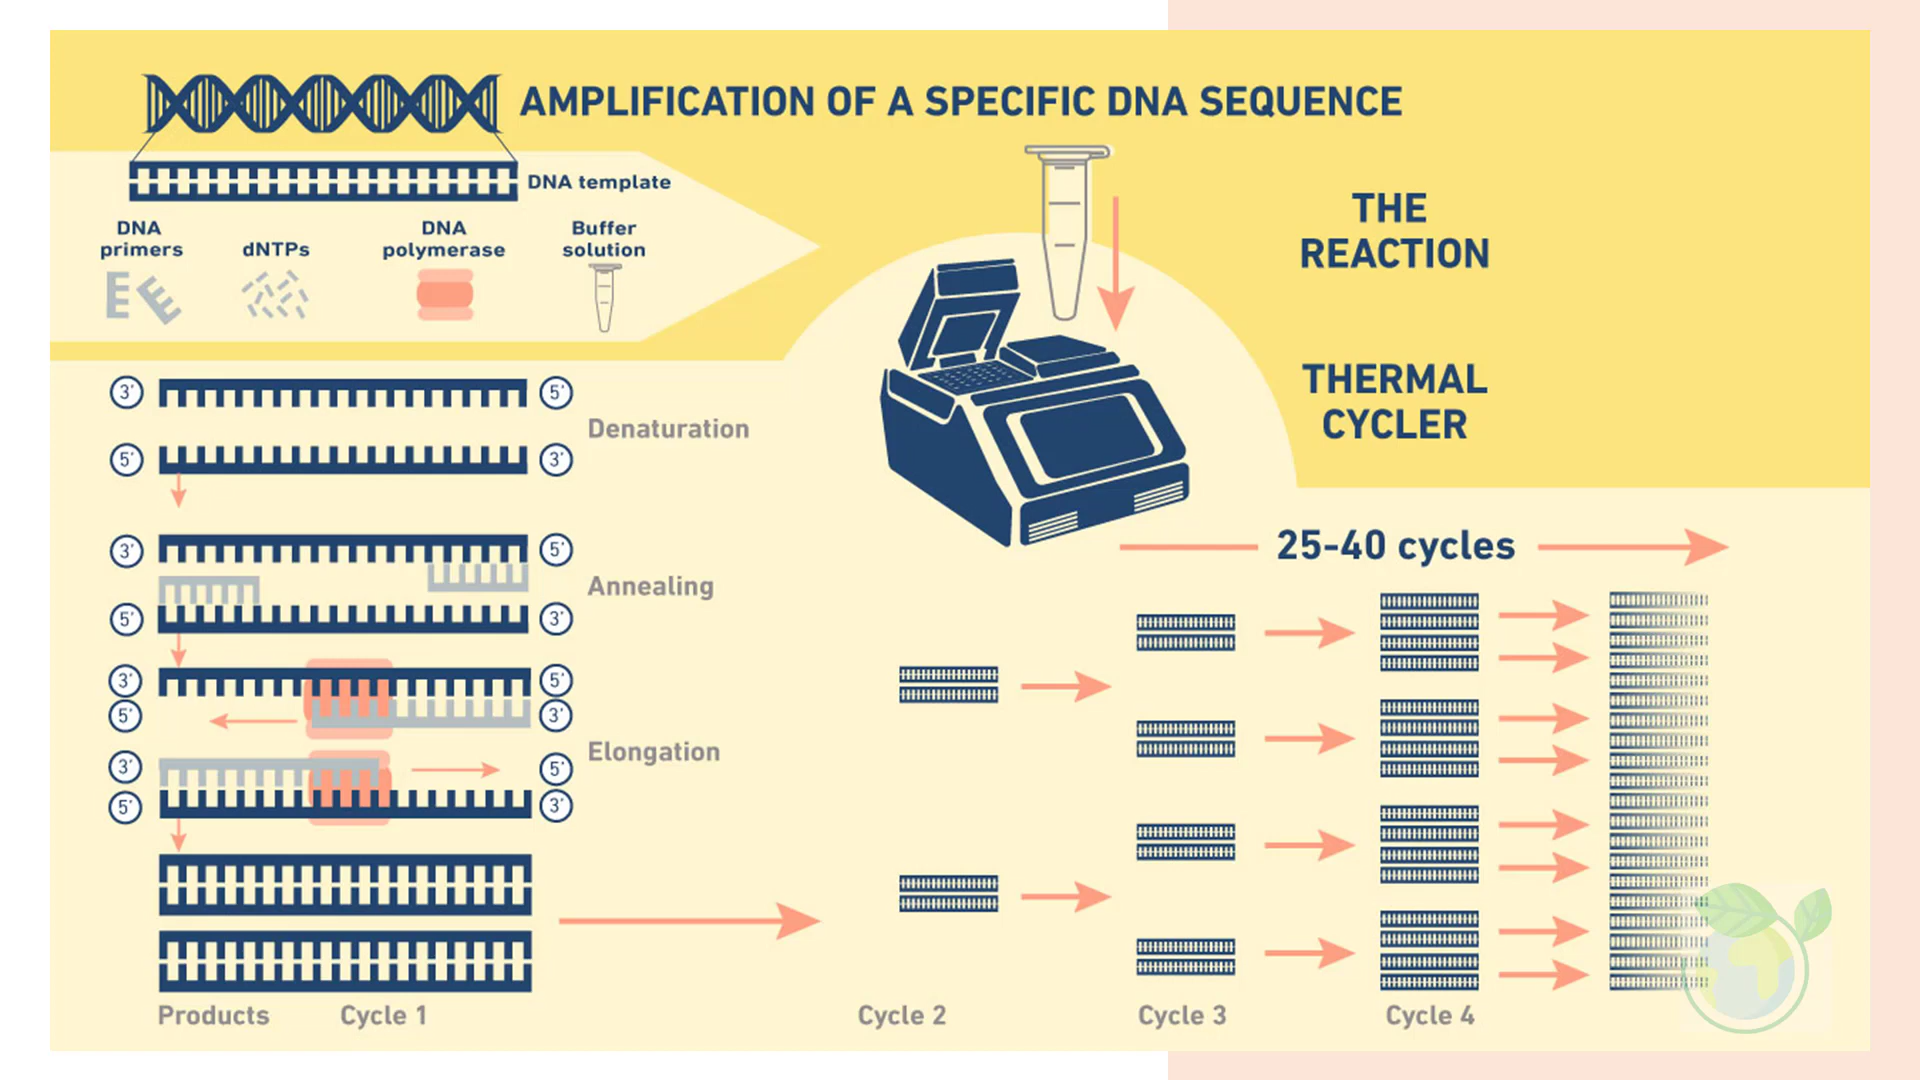 AMPLIFICATION OF A SPECIFIC DNA SEQUENCE
DNA template
DNA
primers
dNTPs
DNA
polymerase
Buffer
solution
THE
REACTION
THERMAL
CYCLER
3' 5'
Denaturation
5' 3'
3' 5'
Annealing
5' 3'
3' 5'
5' 3'
Elongation
3' 5'
5' 3'
25-40 cycles
Products
Cycle 1
Cycle 2
Cycle 3
Cycle 4